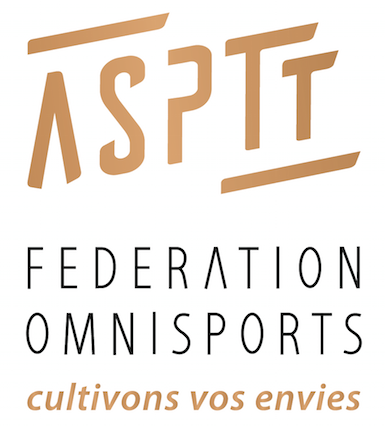 ASPTT
FEDERATION
OMNISPORTS
cultivons vos envies